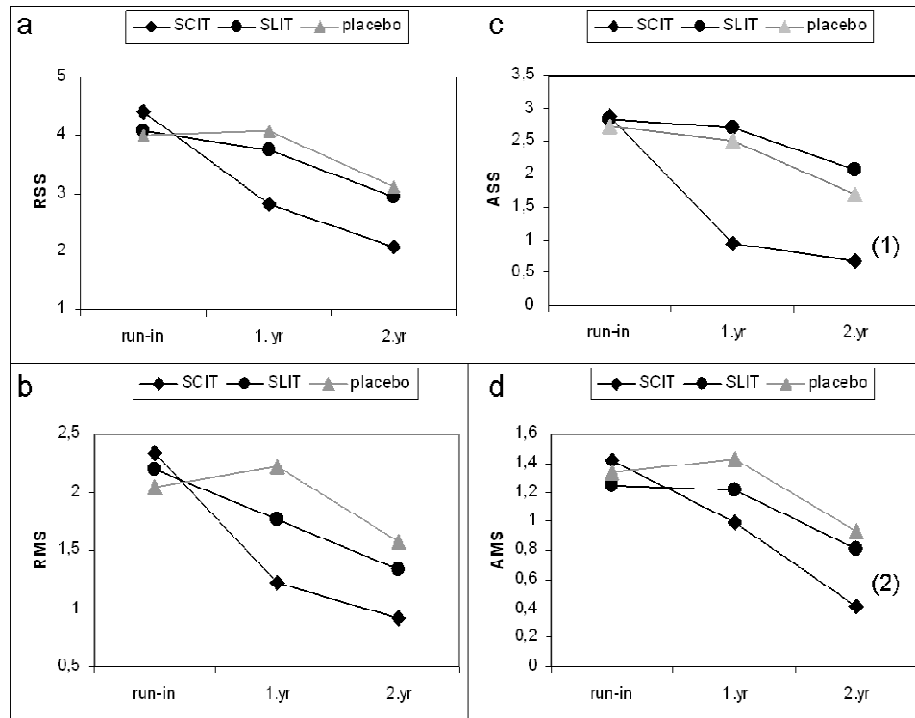 a
SCIT SLIT placebo
5
4
3
2
1
RSS
run-in 1.yr 2.yr
c
SCIT SLIT placebo
3.5
3
2.5
2
1.5
1
0,5
0
ASS
(1)
run-in 1.yr 2.yr
b
SCIT SLIT placebo
2,5
2
1,5
1
0,5
RMS
run-in 1.yr 2.yr
d
SCIT SLIT placebo
1,6
1,4
1,2
1
0,8
0,6
0,4
0,2
0
AMS
(2)
run-in 1.yr 2.yr